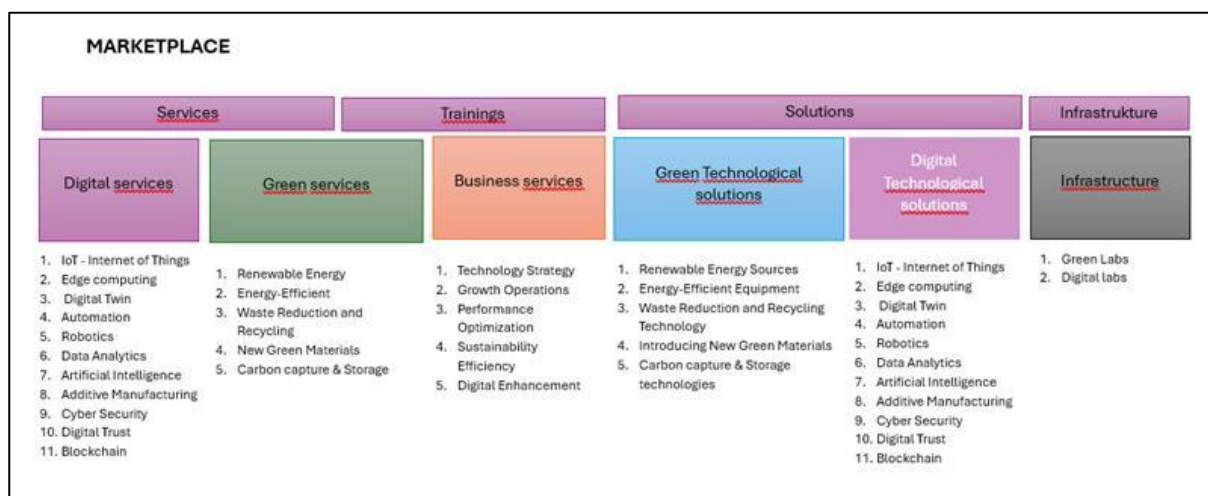 MARKETPLACE
Services
Trainings
Solutions
Infrastrukture
Digital services
Green services
Business services
Green Technological
solutions
Digital
Technological
solutions
Infrastructure
1. IoT - Internet of Things
2. Edge computing
3. Digital Twin
4. Automation
5. Robotics
6. Data Analytics
7. Artificial Intelligence
8. Additive Manufacturing
9. Cyber Security
10. Digital Trust
11. Blockchain
1. Renewable Energy
2. Energy-Efficient
3. Waste Reduction and
Recycling
4. New Green Materials
5. Carbon capture & Storage
1. Technology Strategy
2. Growth Operations
3. Performance
Optimization
4. Sustainability
Efficiency
5. Digital Enhancement
1. Renewable Energy Sources
2. Energy-Efficient Equipment
3. Waste Reduction and Recycling
Technology
4. Introducing New Green Materials
5. Carbon capture & Storage
technologies
1. IoT - Internet of Things
2. Edge computing
3. Digital Twin
4. Automation
5. Robotics
6. Data Analytics
7. Artificial Intelligence
8. Additive Manufacturing
9. Cyber Security
10. Digital Trust
11. Blockchain
1. Green Labs
2. Digital labs